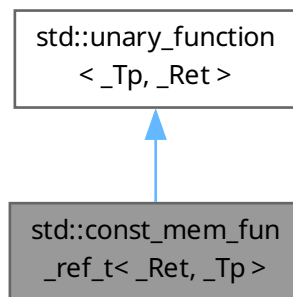 std::unary_function
< _Tp, _Ret >
std::const_mem_fun
_ref_t< _Ret, _Tp >